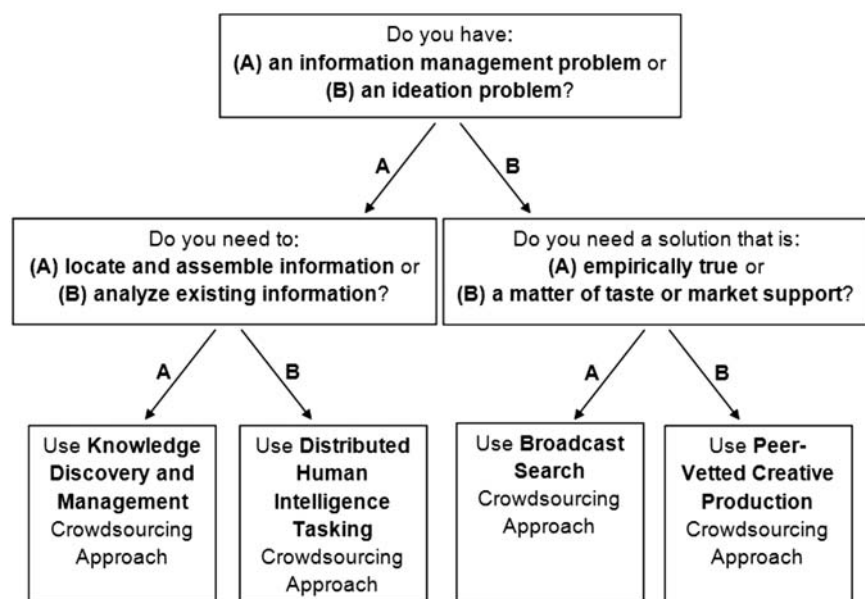 Do you have:
(A) an information management problem or
(B) an ideation problem?
A
B
Do you need to:
(A) locate and assemble information or
(B) analyze existing information?
Do you need a solution that is:
(A) empirically true or
(B) a matter of taste or market support?
A
B
A
B
Use Knowledge
Discovery and
Management
Crowdsourcing
Approach
Use Distributed
Human
Intelligence
Tasking
Crowdsourcing
Approach
Use Broadcast
Search
Crowdsourcing
Approach
Use Peer-
Vetted Creative
Production
Crowdsourcing
Approach